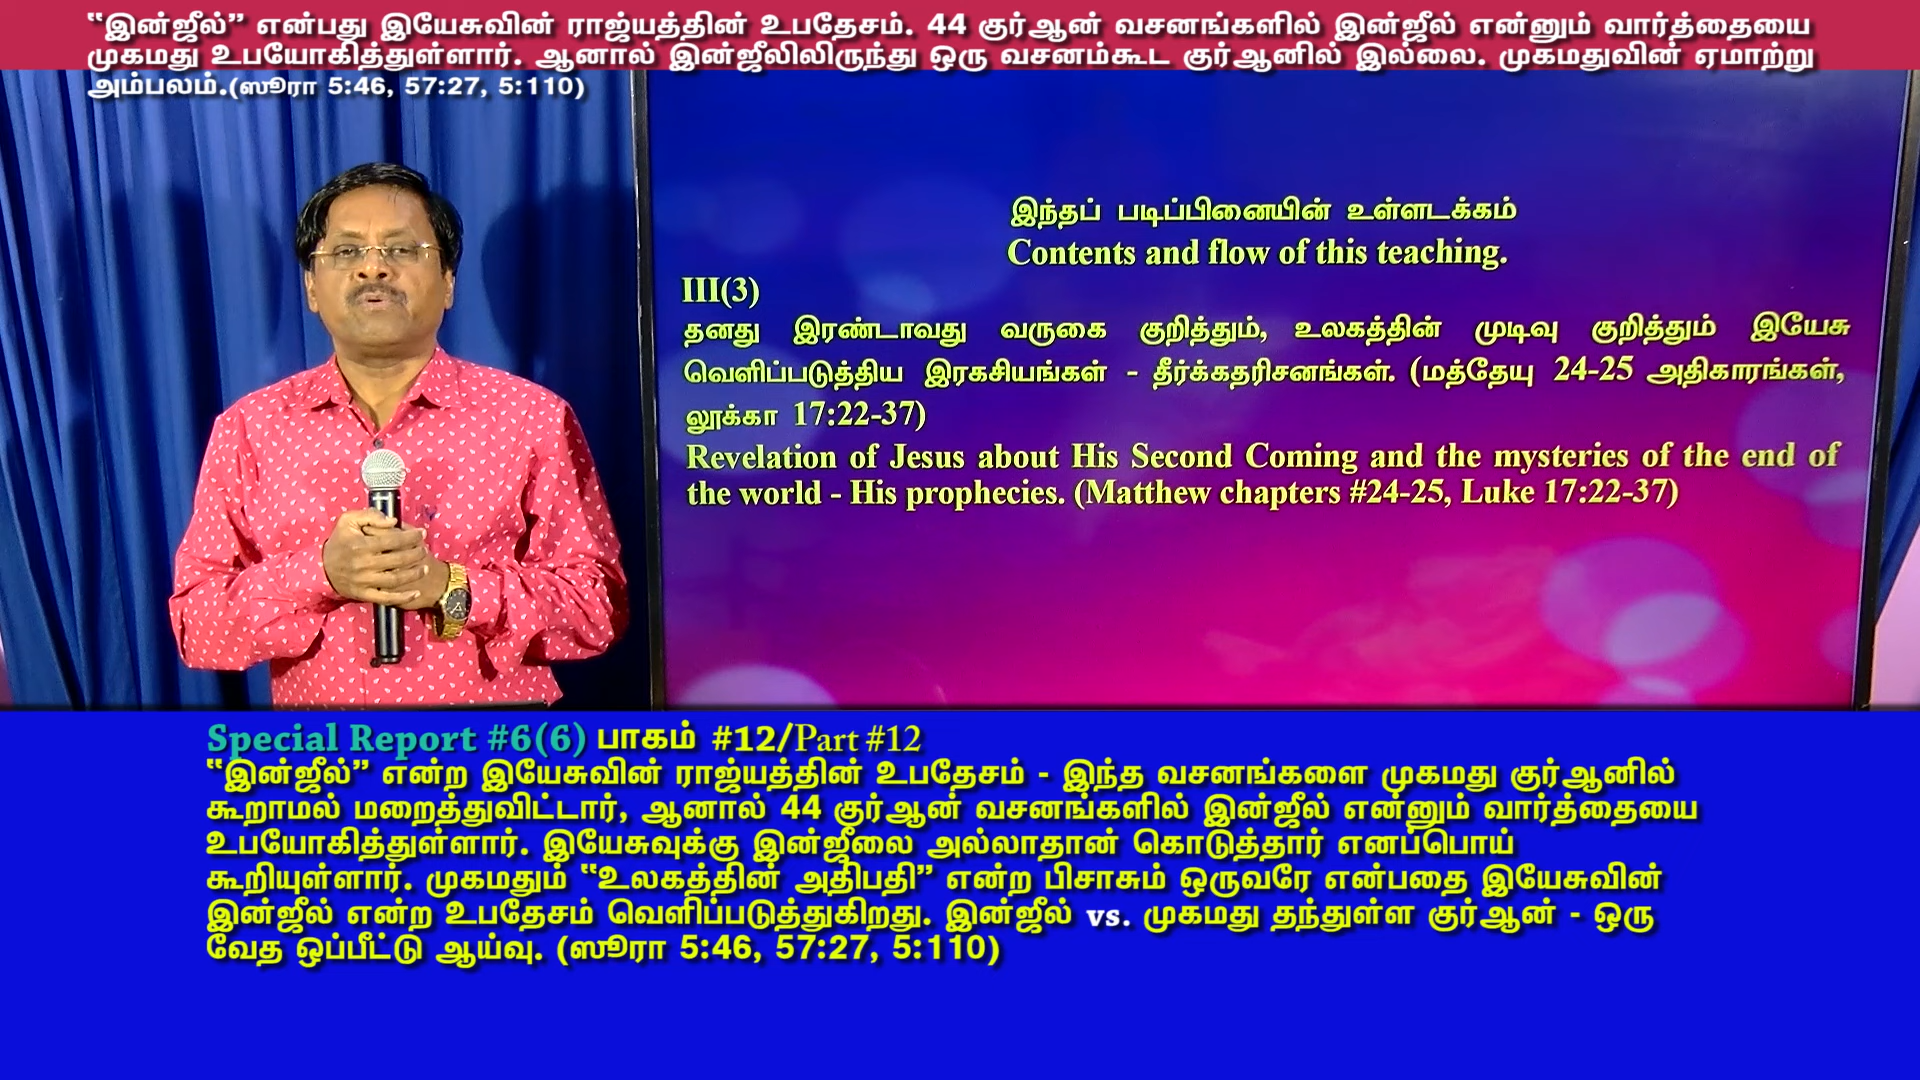 “இன்ஜீல்” என்பது இயேசுவின் ராஜ்யத்தின் உபதேசம். 44 குர்ஆன் வசனங்களில் இன்ஜீல் என்னும் வார்த்தையை
முகமது உபயோகித்துள்ளார். ஆனால் இன்ஜீலிலிருந்து ஒரு வசனம்கூட குர்ஆனில் இல்லை. முகமதுவின் ஏமாற்று
அம்பலம்.(ஸூரா 5:46, 57:27, 5:110)
இந்தப் படிப்பினையின் உள்ளடக்கம்
Contents and flow of this teaching.
III(3)
தனது இரண்டாவது வருகை குறித்தும், உலகத்தின் முடிவு குறித்தும் இயேசு
வெளிப்படுத்திய இரகசியங்கள் - தீர்க்கதரிசனங்கள். (மத்தேயு 24-25 அதிகாரங்கள்,
லூக்கா 17:22-37)
Revelation of Jesus about His Second Coming and the mysteries of the end of
the world - His prophecies. (Matthew chapters #24-25, Luke 17:22-37)
Special Report #6(6) பாகம் #12/Part #12
“இன்ஜீல்” என்ற இயேசுவின் ராஜ்யத்தின் உபதேசம் - இந்த வசனங்களை முகமது குர்ஆனில்
கூறாமல் மறைத்துவிட்டார், ஆனால் 44 குர்ஆன் வசனங்களில் இன்ஜீல் என்னும் வார்த்தையை
உபயோகித்துள்ளார். இயேசுவுக்கு இன்ஜீலை அல்லாதான் கொடுத்தார் எனப்பொய்
கூறியுள்ளார். முகமதும் “உலகத்தின் அதிபதி” என்ற பிசாசும் ஒருவரே என்பதை இயேசுவின்
இன்ஜீல் என்ற உபதேசம் வெளிப்படுத்துகிறது. இன்ஜீல் vs. முகமது தந்துள்ள குர்ஆன் - ஒரு
வேத ஒப்பீட்டு ஆய்வு. (ஸூரா 5:46, 57:27, 5:110)